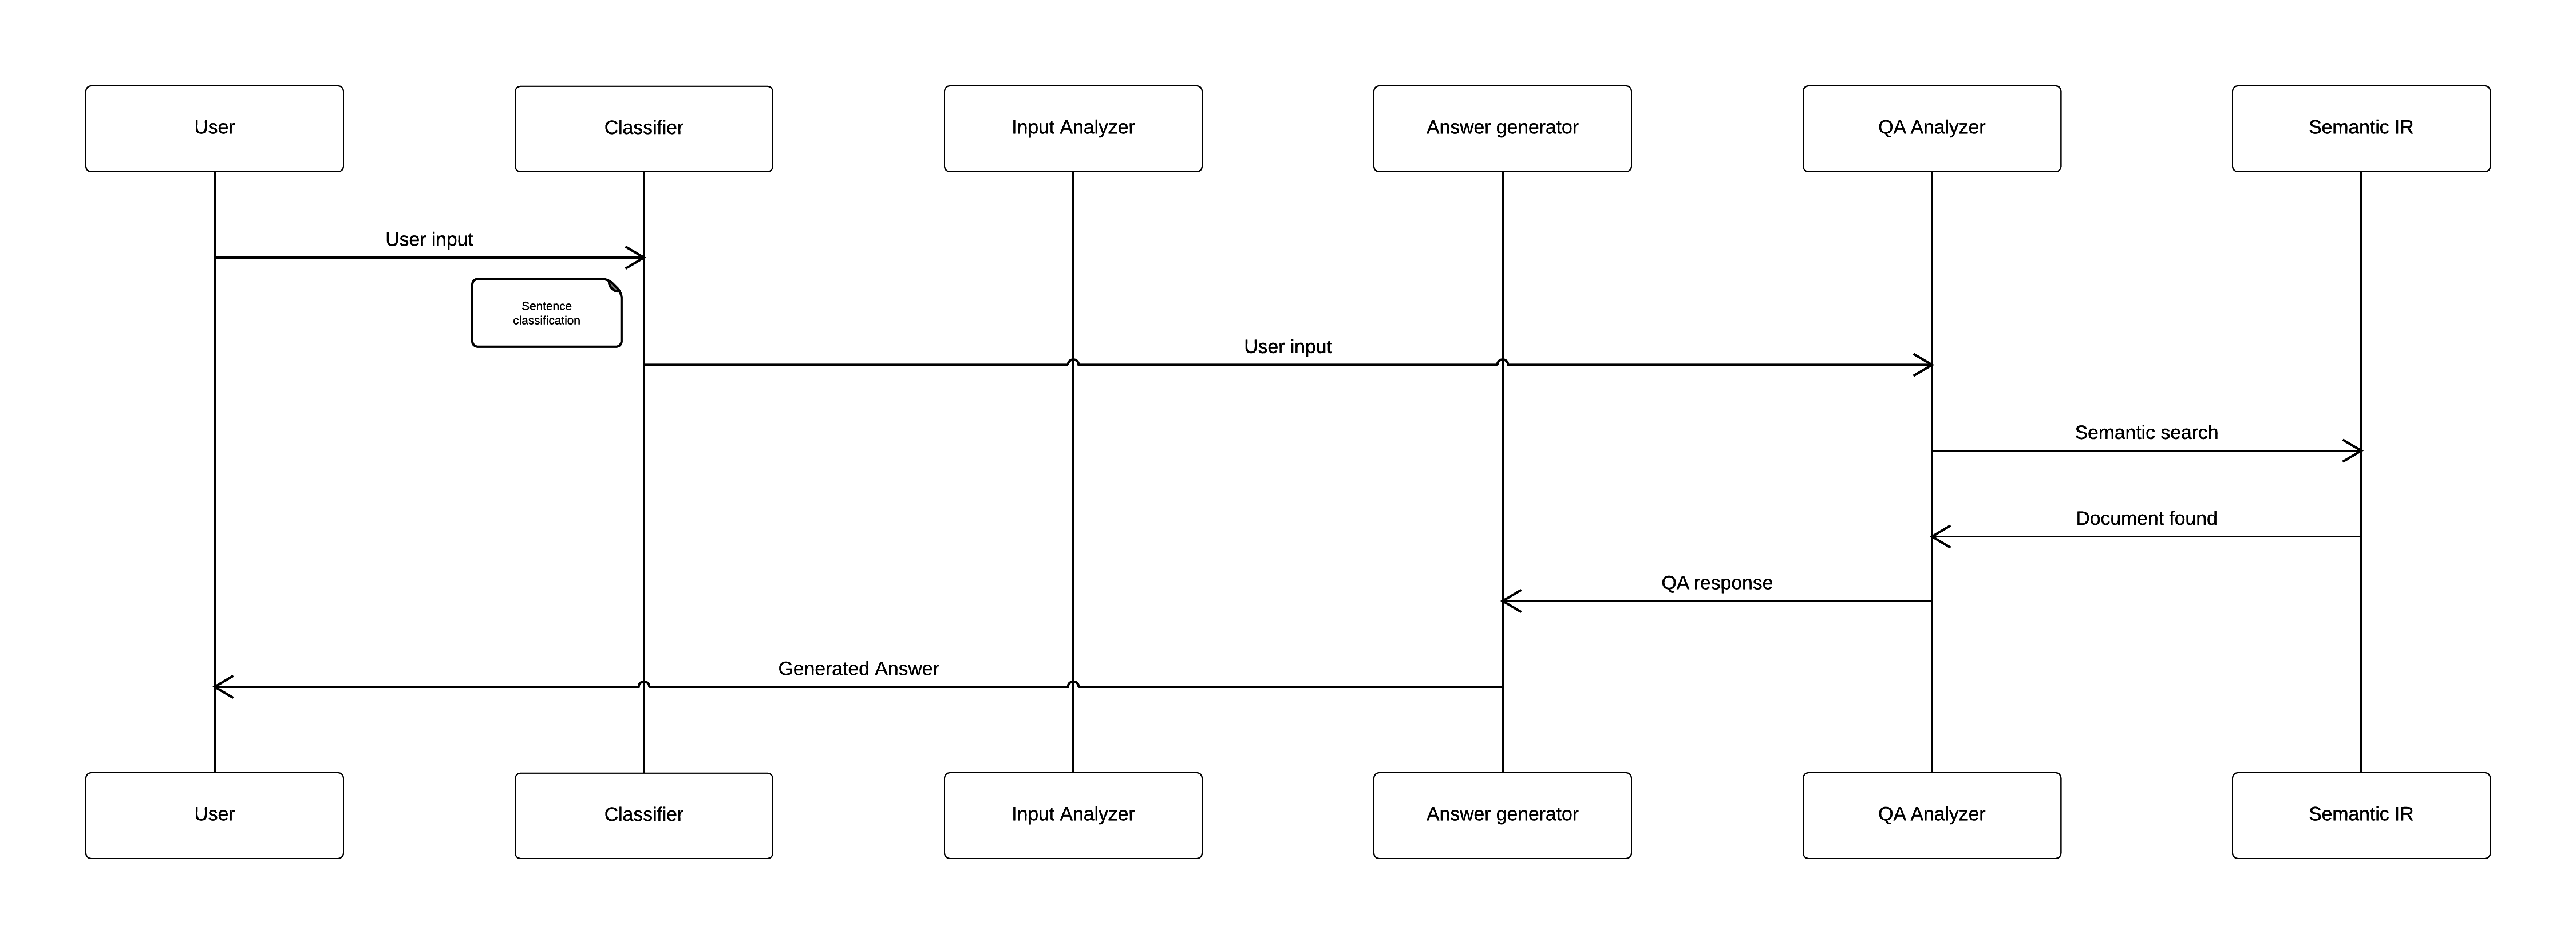 User
Classifier
Input Analyzer
Answer generator
QA Analyzer
Semantic IR
User input
Sentence
classification
User input
Semantic search
Document found
QA response
Generated Answer
User
Classifier
Input Analyzer
Answer generator
QA Analyzer
Semantic IR